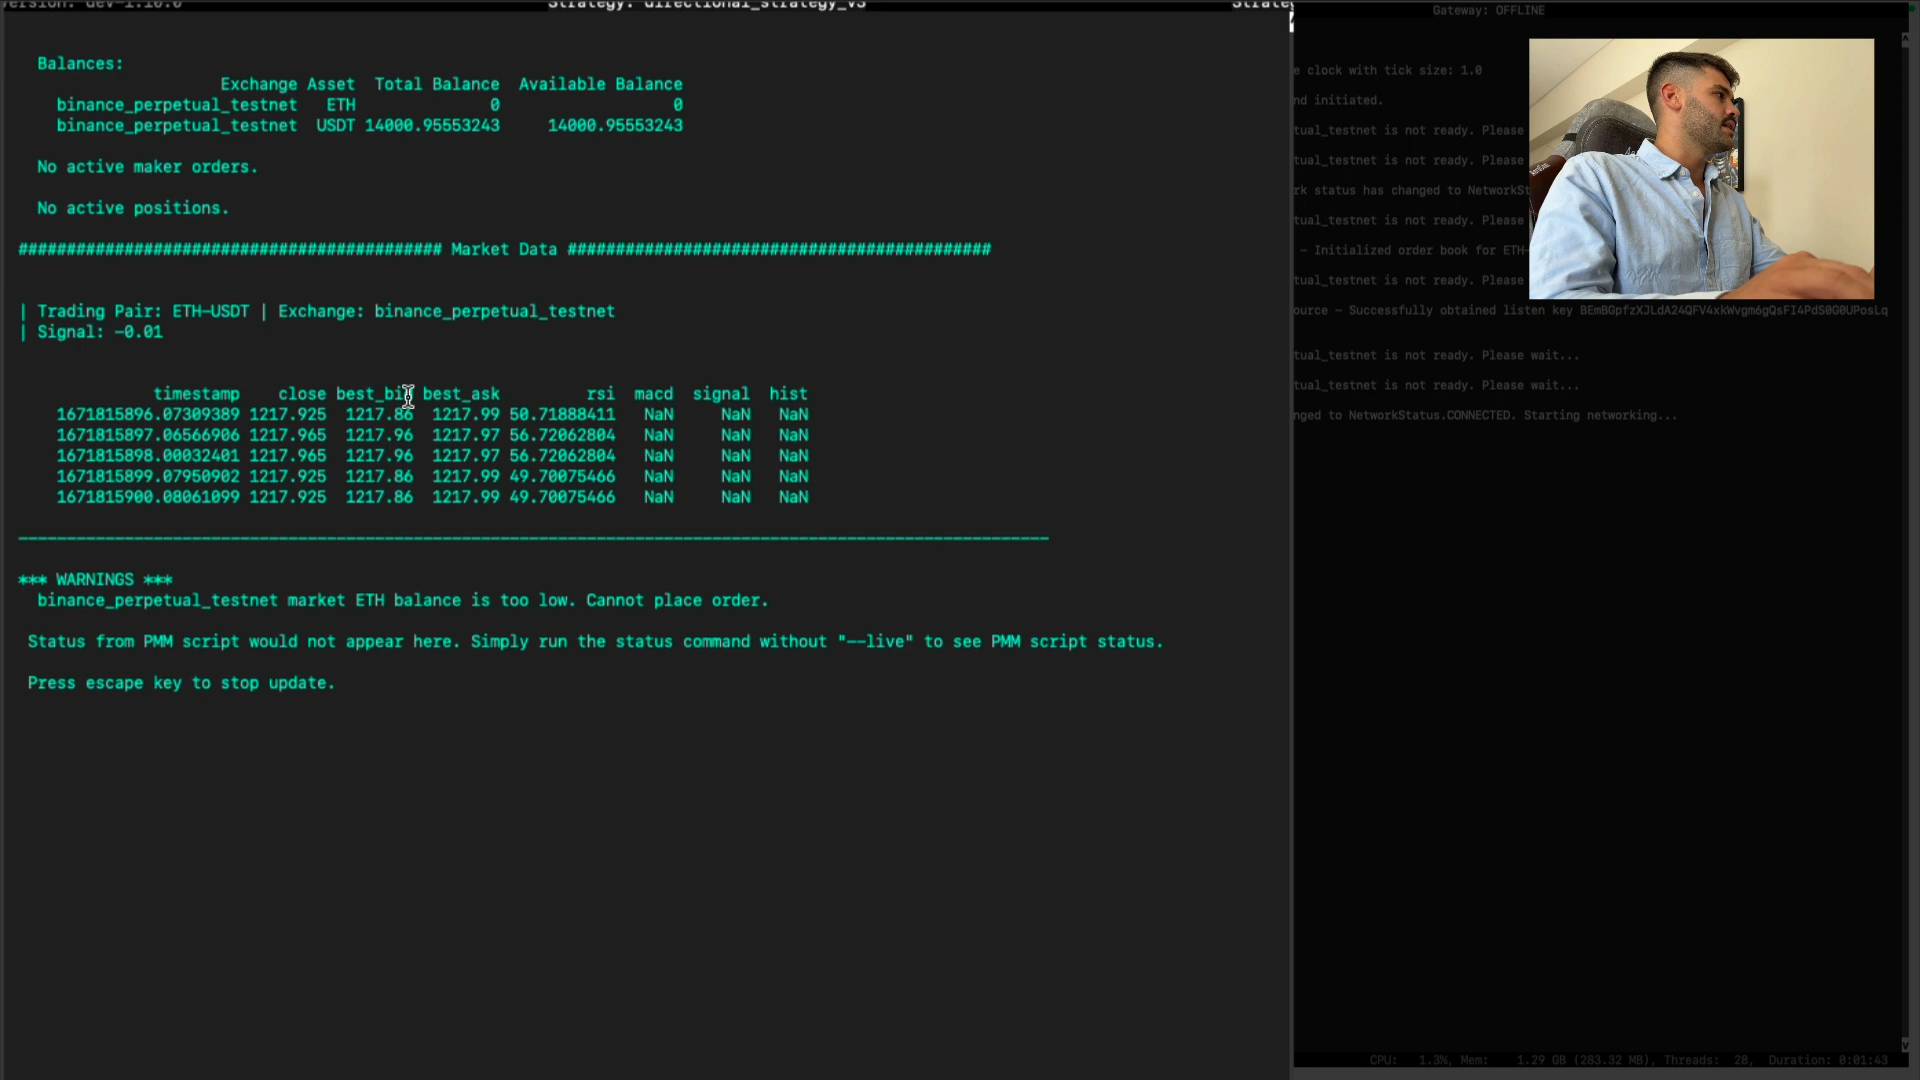 version: dev-1.10.0 Strategy: directional_strategy_v3 Strateg
Gateway: OFFLINE
Balances:
Exchange Asset Total Balance Available Balance
binance_perpetual_testnet ETH 0 0
binance_perpetual_testnet USDT 14000.95553243 14000.95553243
No active maker orders.
No active positions.
############################################ Market Data ############################################
| Trading Pair: ETH-USDT | Exchange: binance_perpetual_testnet
| Signal: -0.01
timestamp close best_bid best_ask rsi macd signal hist
1671815896.07309389 1217.925 1217.86 1217.99 50.71888411 NaN NaN NaN
1671815897.06566906 1217.965 1217.96 1217.97 56.72062804 NaN NaN NaN
1671815898.00032401 1217.965 1217.96 1217.97 56.72062804 NaN NaN NaN
1671815899.07950902 1217.925 1217.86 1217.99 49.70075466 NaN NaN NaN
1671815900.08061099 1217.925 1217.86 1217.99 49.70075466 NaN NaN NaN
*** WARNINGS ***
binance_perpetual_testnet market ETH balance is too low. Cannot place order.
Status from PMM script would not appear here. Simply run the status command without "--live" to see PMM script status.
Press escape key to stop update.
e clock with tick size: 1.0
nd initiated.
tual_testnet is not ready. Please
tual_testnet is not ready. Please
rk status has changed to NetworkSt
tual_testnet is not ready. Please
- Initialized order book for ETH-
tual_testnet is not ready. Please
ource - Successfully obtained listen key BEmBGpfzXJLdA24QFV4xkWvgm6gQsFI4PdS0G0UPosLq
tual_testnet is not ready. Please wait...
tual_testnet is not ready. Please wait...
nged to NetworkStatus.CONNECTED. Starting networking...
CPU: 1.3%, Mem: 1.29 GB (283.32 MB), Threads: 28, Duration: 0:01:43